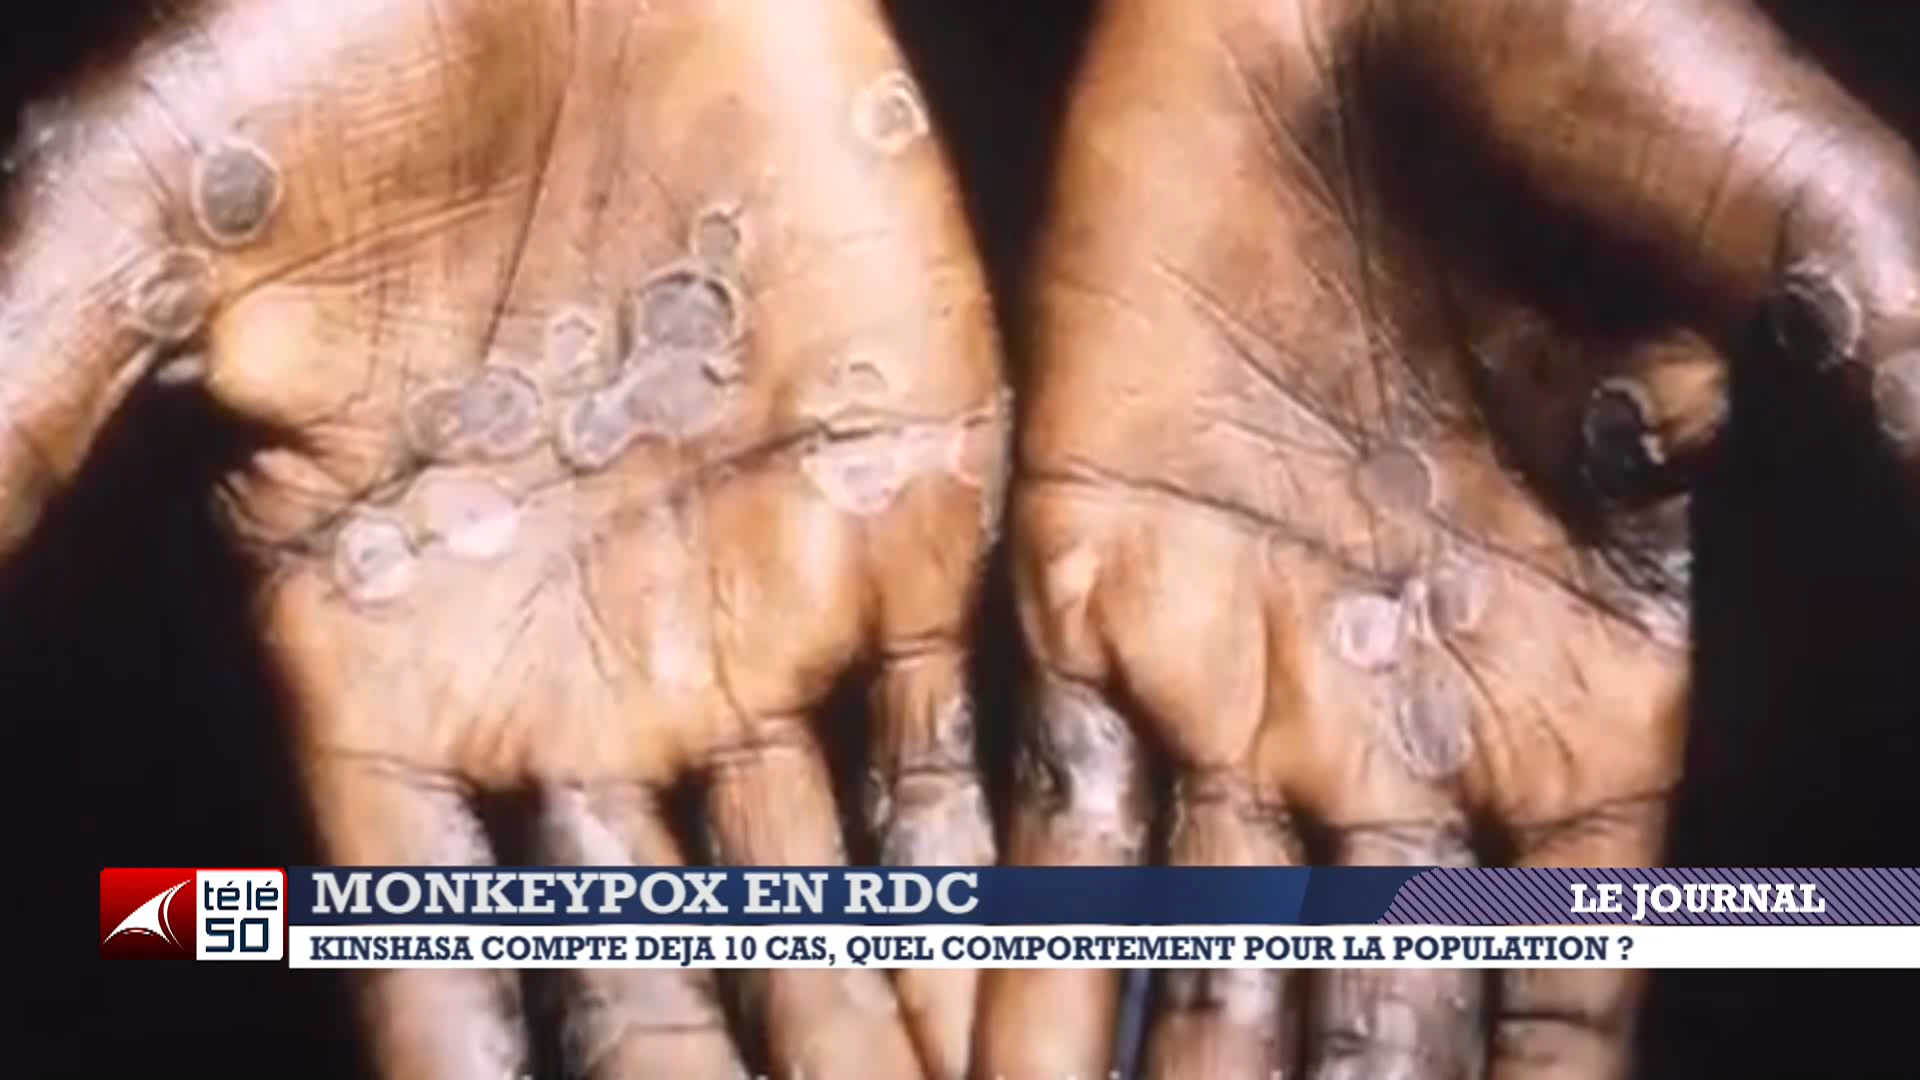 télé
50
MONKEYPOX EN RDC
LE JOURNAL
KINSHASA COMPTE DEJA 10 CAS, QUEL COMPORTEMENT POUR LA POPULATION ?